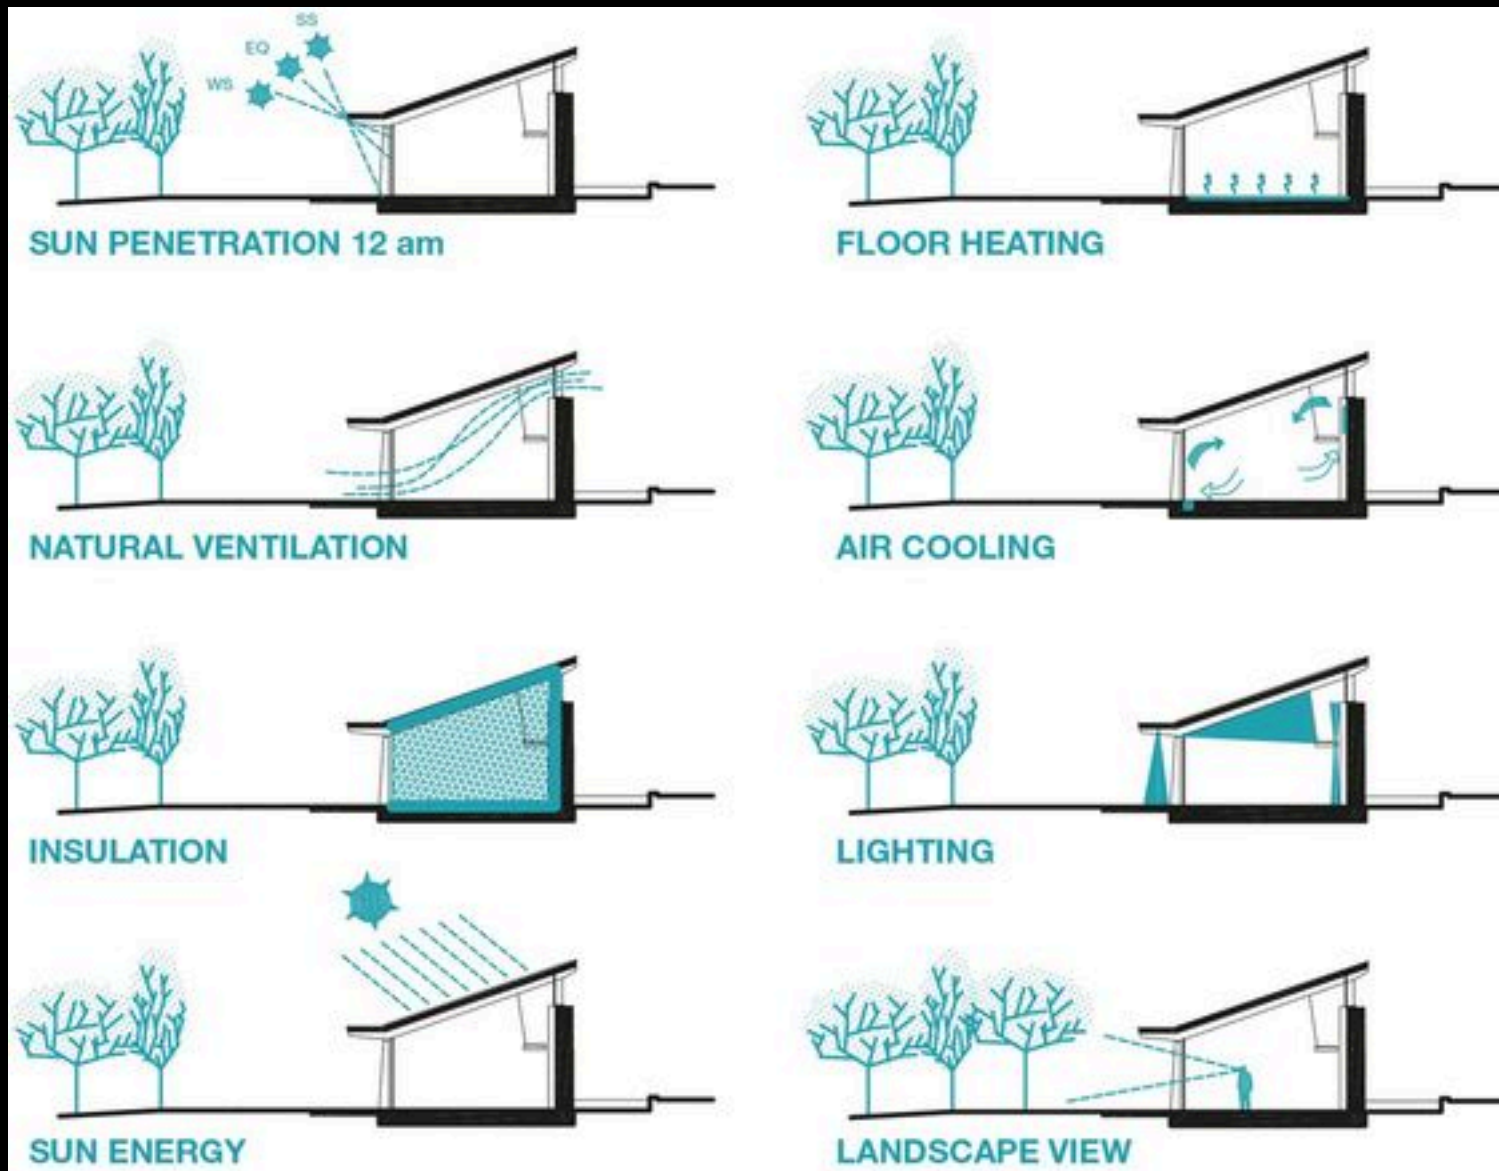 SS
EQ
WS
SUN PENETRATION 12 am
FLOOR HEATING
NATURAL VENTILATION
AIR COOLING
INSULATION
LIGHTING
SUN ENERGY
LANDSCAPE VIEW